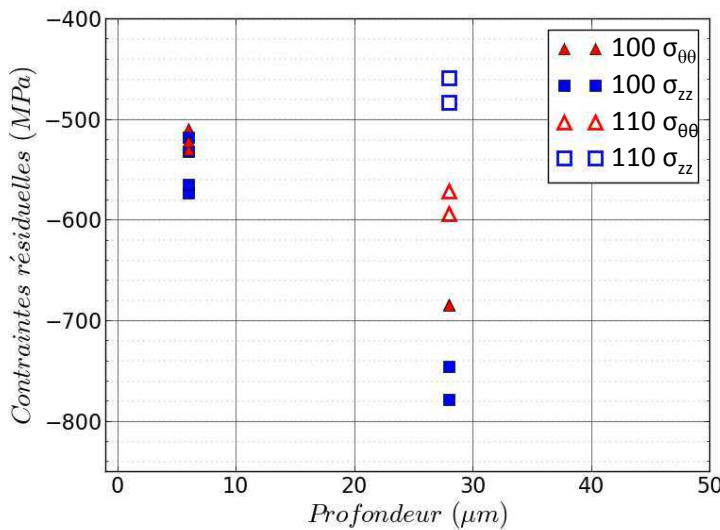 −400
−500
−600
−700
−800
0
10
20
30
40
50
Contraintes résiduelles (MPa)
Profondeur (μm)
100 σθθ
100 σzz
110 σθθ
110 σzz